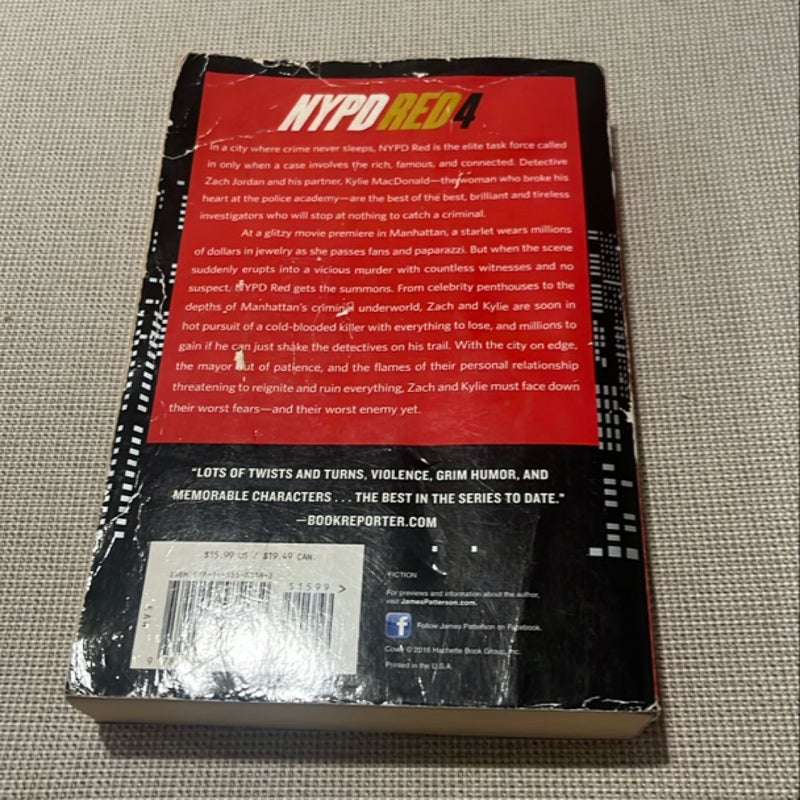 NYPD RED 4
In a city where crime never sleeps, NYPD Red is the elite task force called
in only when a case involves the rich, famous, and connected. Detective
Zach Jordan and his partner, Kylie MacDonald—the woman who broke his
heart at the police academy—are the best of the best, brilliant and tireless
investigators who will stop at nothing to catch a criminal.
At a glitzy movie premiere in Manhattan, a starlet wears millions
of dollars in jewelry as she passes fans and paparazzi. But when the scene
suddenly erupts into a vicious murder with countless witnesses and no
suspect, NYPD Red gets the summons. From celebrity penthouses to the
depths of Manhattan's criminal underworld, Zach and Kylie are soon in
hot pursuit of a cold-blooded killer with everything to lose, and millions to
gain if he can just shake the detectives on his trail. With the city on edge,
the mayor out of patience, and the flames of their personal relationship
threatening to reignite and ruin everything, Zach and Kylie must face down
their worst fears—and their worst enemy yet.
"LOTS OF TWISTS AND TURNS, VIOLENCE, GRIM HUMOR, AND
MEMORABLE CHARACTERS . . . THE BEST IN THE SERIES TO DATE."
—BOOKREPORTER.COM
$15.99 US / $19.49 CAN.
ISBN
51599 >
FICTION
For previews and information about the author,
visit JamesPatterson.com.
f Follow James Patterson on Facebook.
Cover © 2016 Hachette Book Group, Inc.
Printed in the U.S.A.